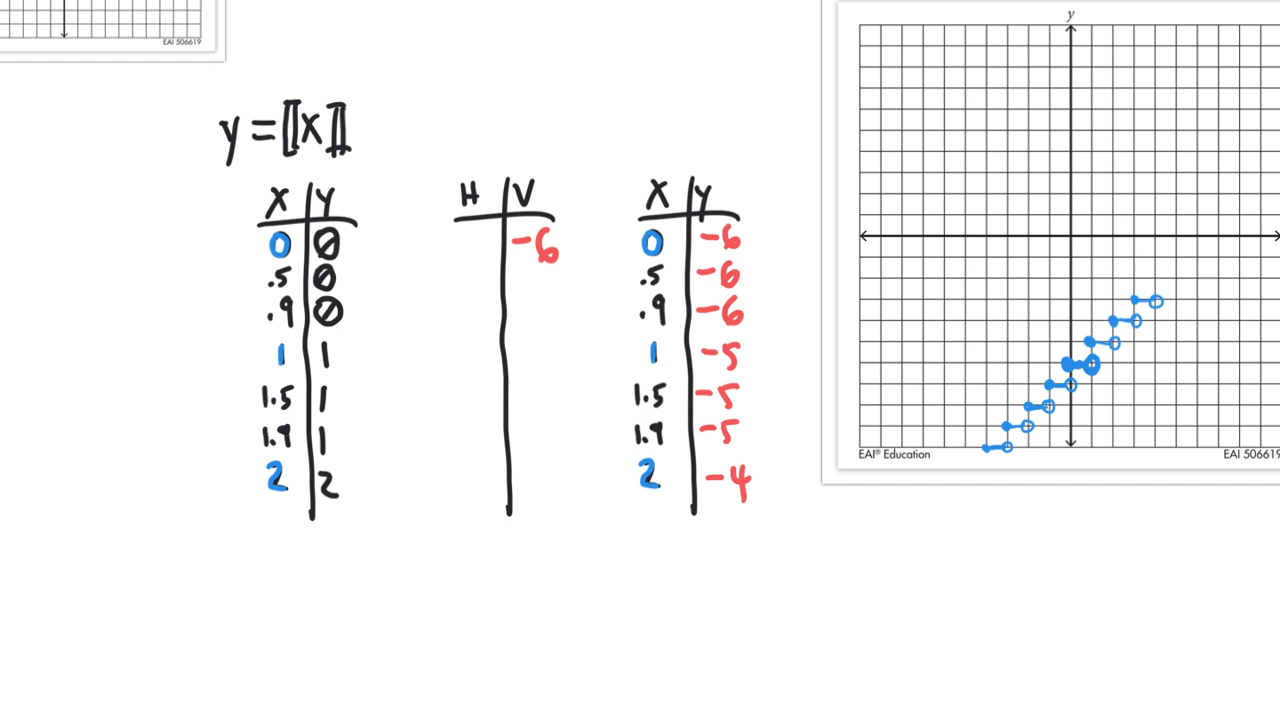 EAI 506619
y = [[x]]
X Y
0 0
.5 0
.9 0
1 1
1.5 1
1.9 1
2 2
H V
-6
X Y
0 -6
.5 -6
.9 -6
1 -5
1.5 -5
1.9 -5
2 -4
y
EAI® Education EAI 506619